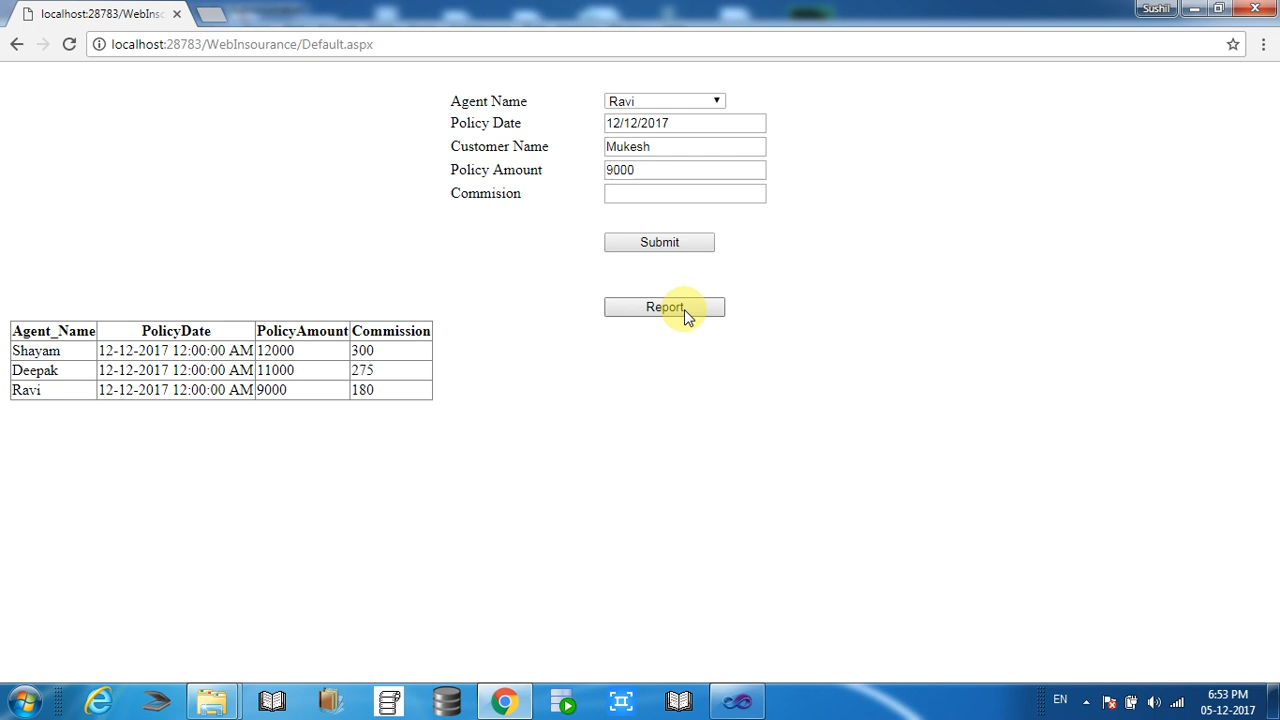 localhost:28783/WebInsc
Sushil
localhost:28783/WebInsourance/Default.aspx
Agent Name Ravi
Policy Date 12/12/2017
Customer Name Mukesh
Policy Amount 9000
Commision
Submit
Report
Agent_Name PolicyDate PolicyAmount Commission
Shayam 12-12-2017 12:00:00 AM 12000 300
Deepak 12-12-2017 12:00:00 AM 11000 275
Ravi 12-12-2017 12:00:00 AM 9000 180
EN 6:53 PM
05-12-2017